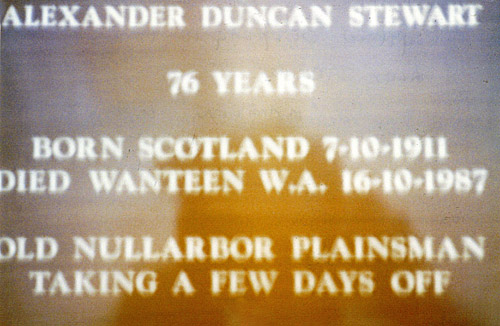 ALEXANDER DUNCAN STEWART
76 YEARS
BORN SCOTLAND 7-10-1911
DIED WANTEEN W.A. 16-10-1987
OLD NULLARBOR PLAINSMAN
TAKING A FEW DAYS OFF